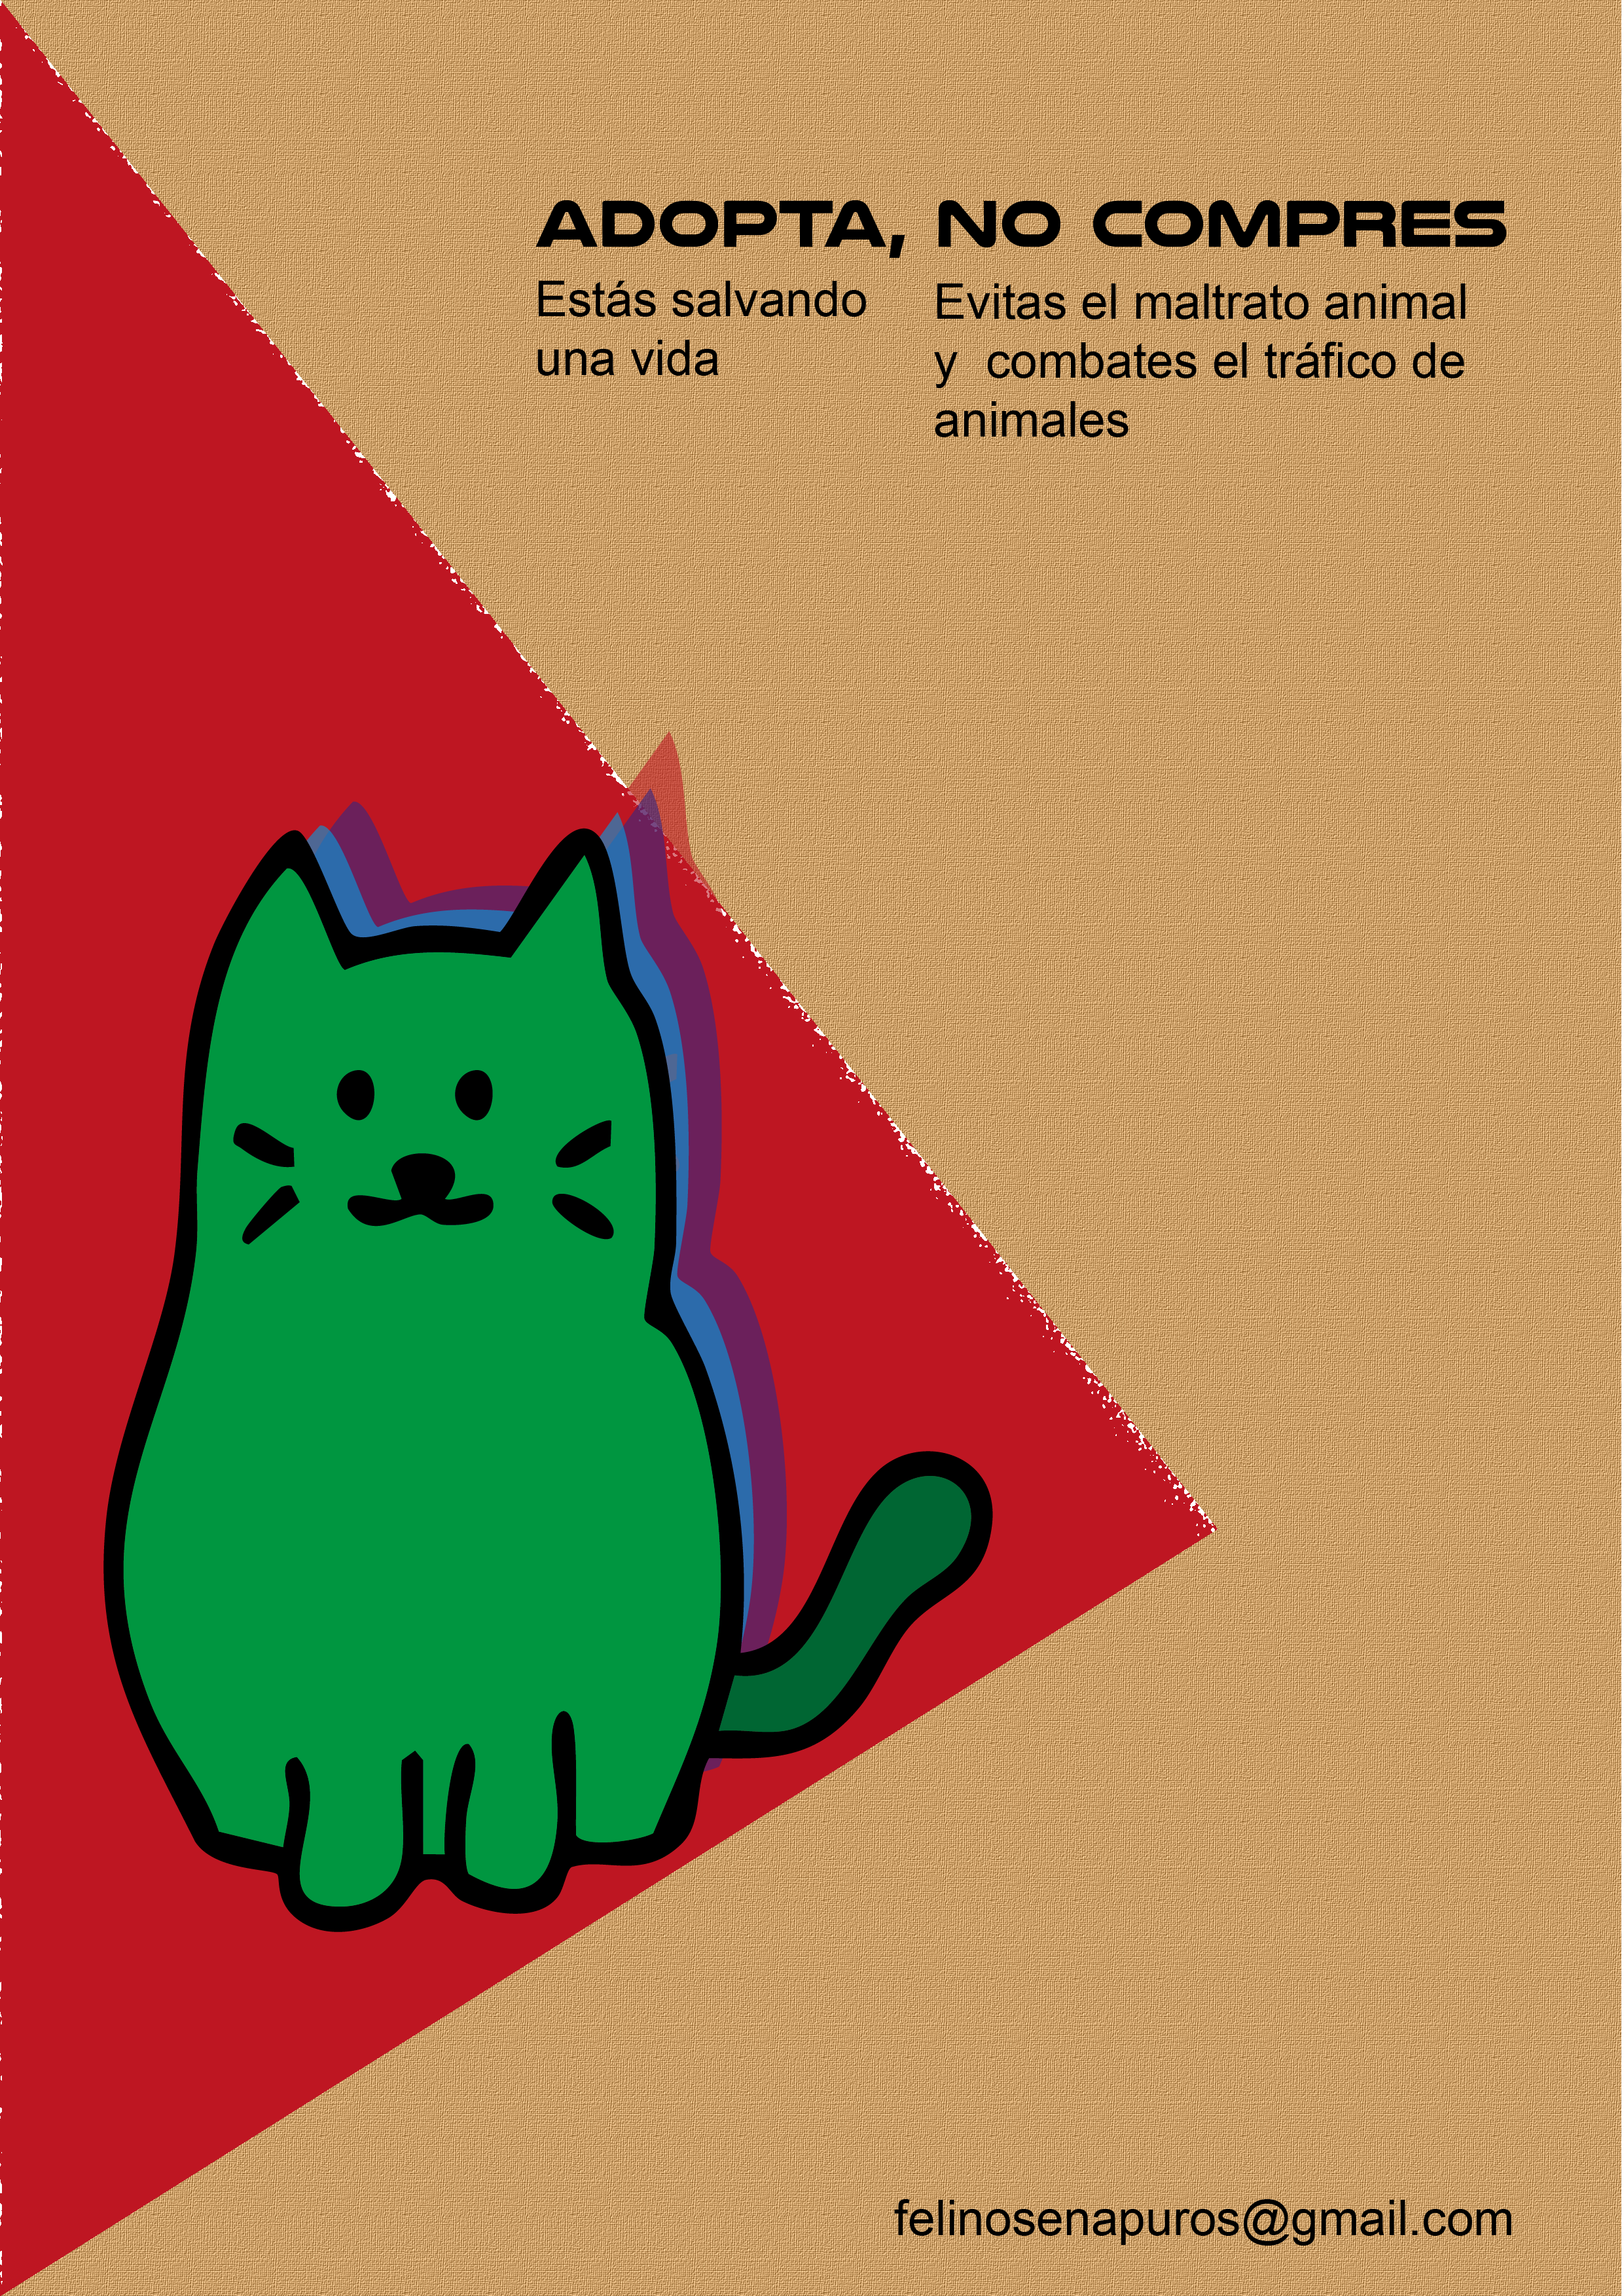 ADOPTA, NO COMPRES
Estás salvando
una vida
Evitas el maltrato animal
y  combates el tráfico de
animales
felinosenapuros@gmail.com